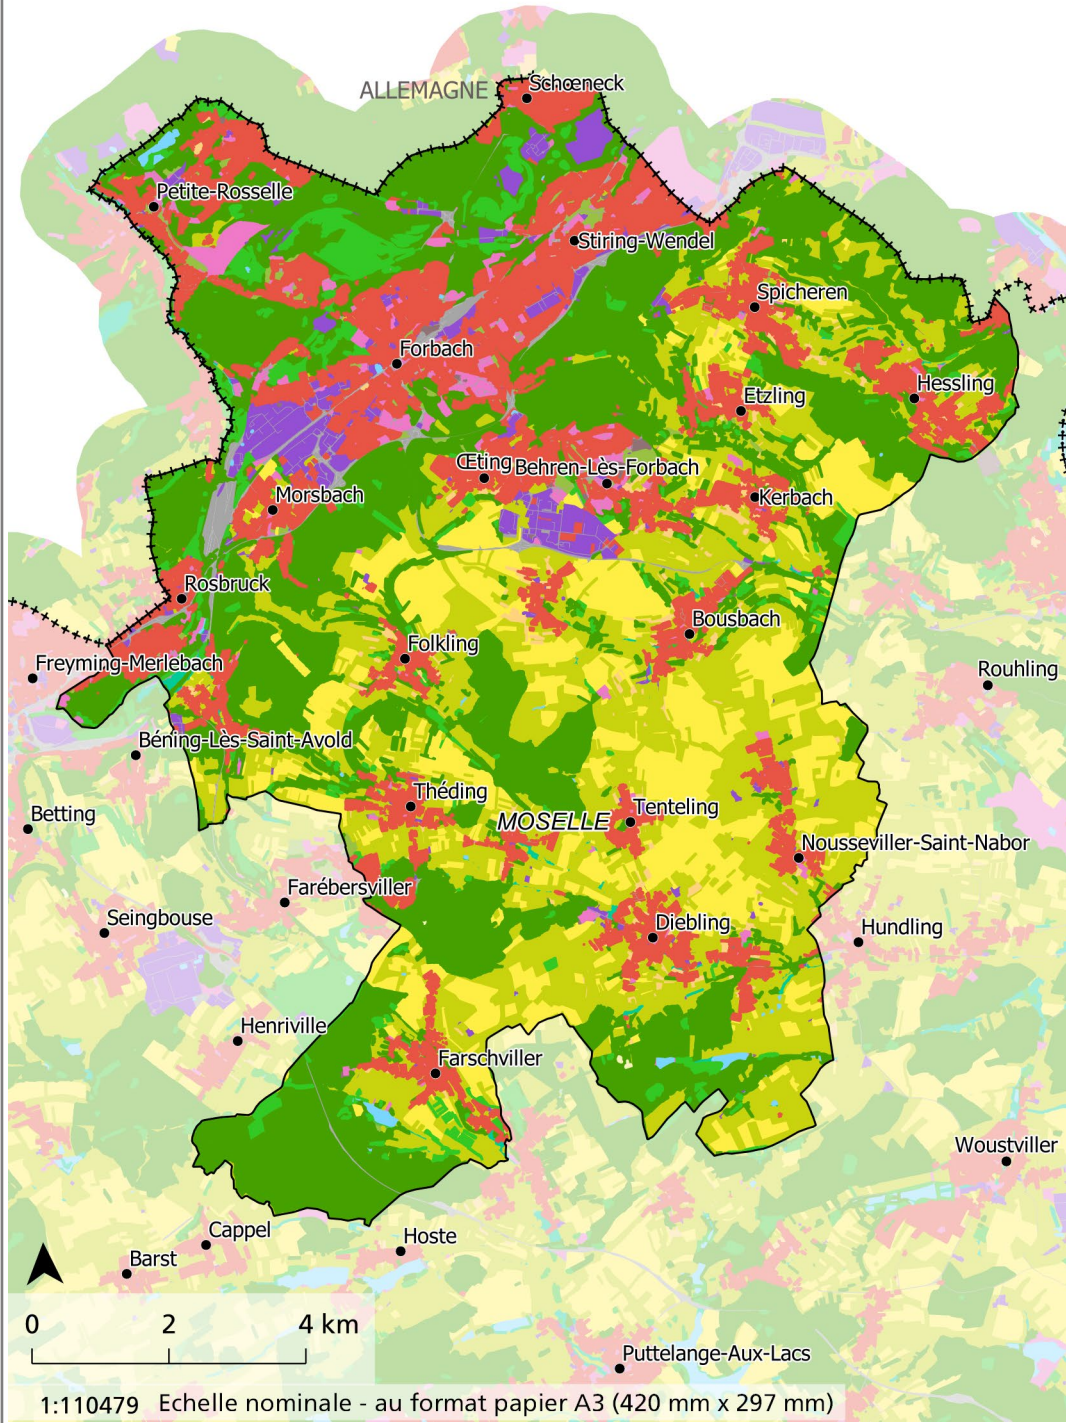 ALLEMAGNE
Schœneck
Petite-Rosselle
Stiring-Wendel
Spicheren
Forbach
Hessling
Etzling
Œting
Behren-Lès-Forbach
Morsbach
Kerbach
Rosbruck
Bousbach
Folkling
Freyming-Merlebach
Rouhling
Béning-Lès-Saint-Avold
Théding
Tenteling
Betting
MOSELLE
Nousseviller-Saint-Nabor
Farébersviller
Seingbouse
Diebling
Hundling
Henriville
Farschviller
Woustviller
Cappel
Hoste
Barst
0 2 4 km
Puttelange-Aux-Lacs
1:110479 Echelle nominale - au format papier A3 (420 mm x 297 mm)